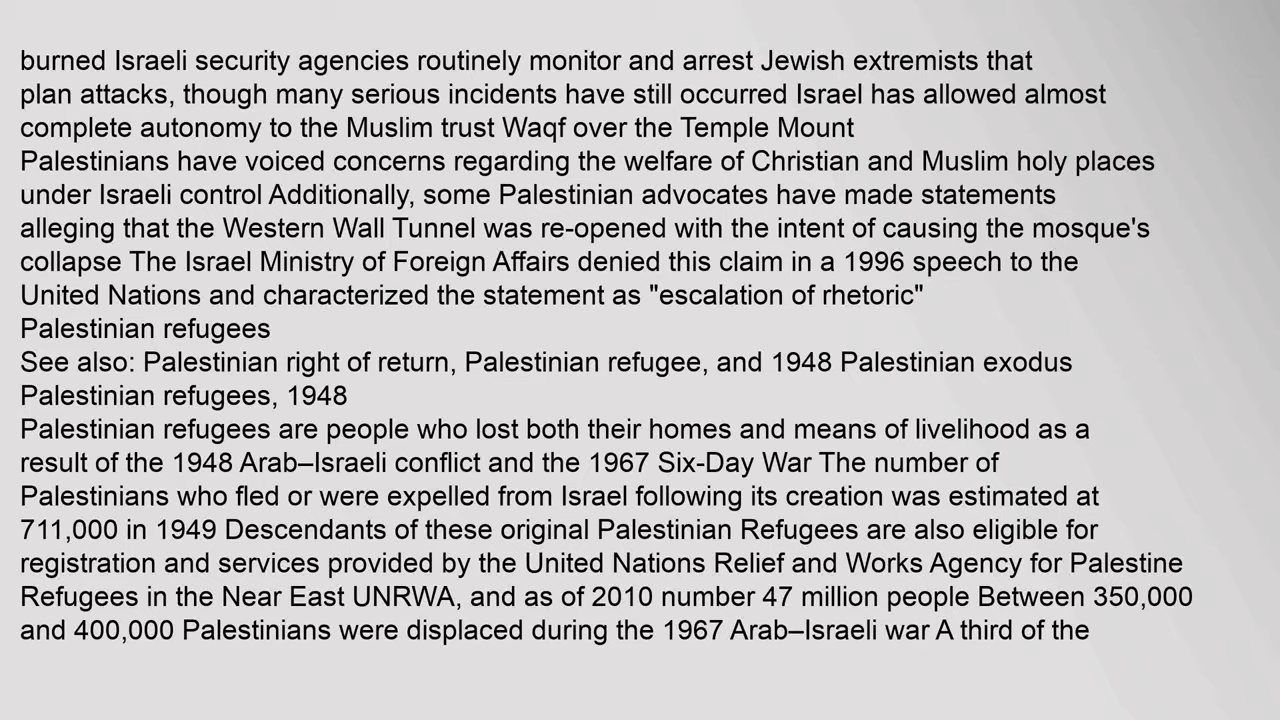 burned Israeli security agencies routinely monitor and arrest Jewish extremists that
plan attacks, though many serious incidents have still occurred Israel has allowed almost
complete autonomy to the Muslim trust Waqf over the Temple Mount
Palestinians have voiced concerns regarding the welfare of Christian and Muslim holy places
under Israeli control Additionally, some Palestinian advocates have made statements
alleging that the Western Wall Tunnel was re-opened with the intent of causing the mosque's
collapse The Israel Ministry of Foreign Affairs denied this claim in a 1996 speech to the
United Nations and characterized the statement as "escalation of rhetoric"
Palestinian refugees
See also: Palestinian right of return, Palestinian refugee, and 1948 Palestinian exodus
Palestinian refugees, 1948
Palestinian refugees are people who lost both their homes and means of livelihood as a
result of the 1948 Arab–Israeli conflict and the 1967 Six-Day War The number of
Palestinians who fled or were expelled from Israel following its creation was estimated at
711,000 in 1949 Descendants of these original Palestinian Refugees are also eligible for
registration and services provided by the United Nations Relief and Works Agency for Palestine
Refugees in the Near East UNRWA, and as of 2010 number 47 million people Between 350,000
and 400,000 Palestinians were displaced during the 1967 Arab–Israeli war A third of the